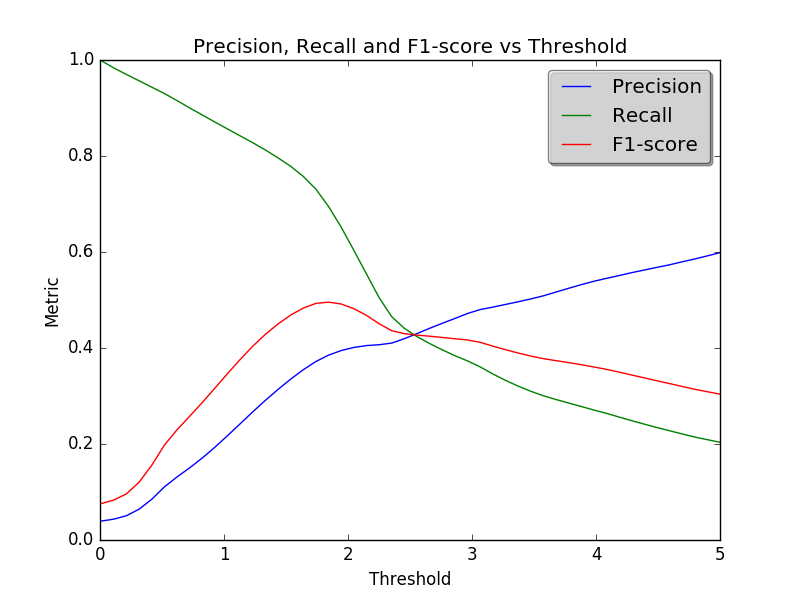 Precision, Recall and F1-score vs Threshold
1.0
0.8
0.6
0.4
0.2
0.0
Metric
Precision
Recall
F1-score
0 1 2 3 4 5
Threshold